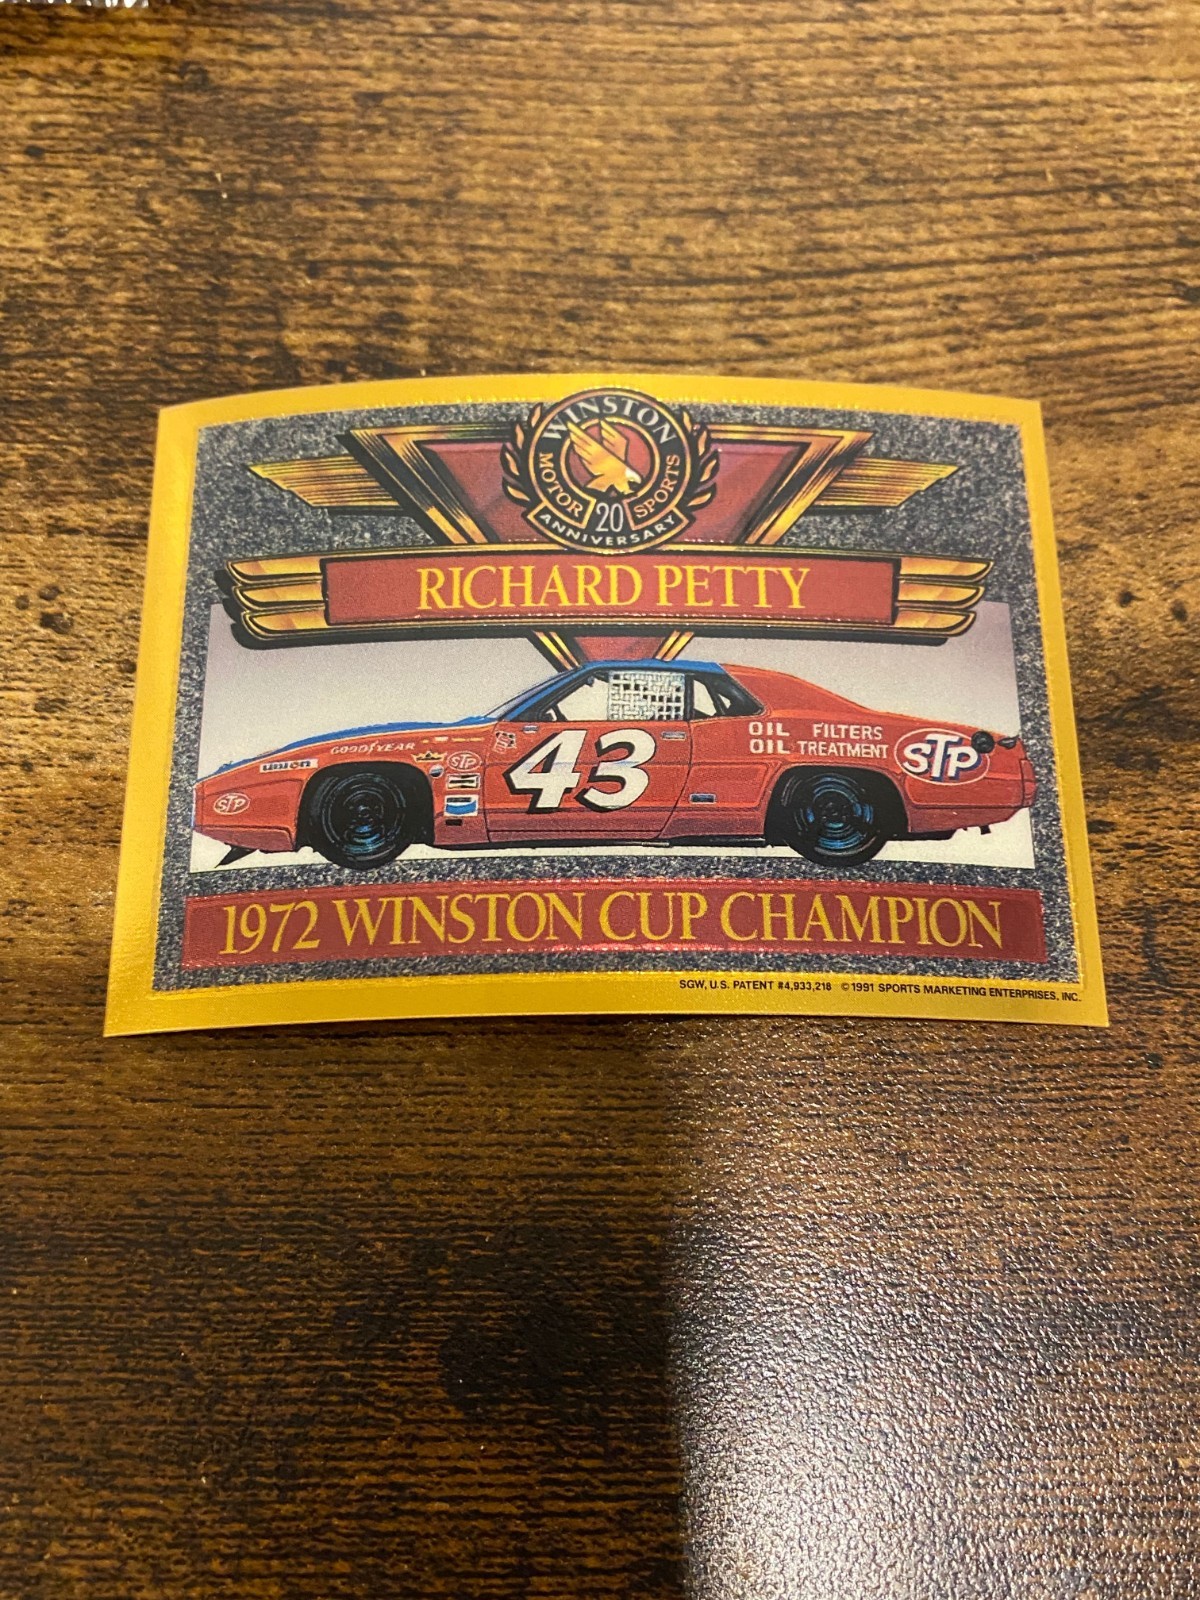 WINSTON
MOTOR SPORTS
20
ANNIVERSARY
RICHARD PETTY
GOODYEAR
union
STP
STP
43
OIL FILTERS
OIL TREATMENT
STP
1972 WINSTON CUP CHAMPION
SGW, U.S. PATENT #4,933,218 ©1991 SPORTS MARKETING ENTERPRISES, INC.